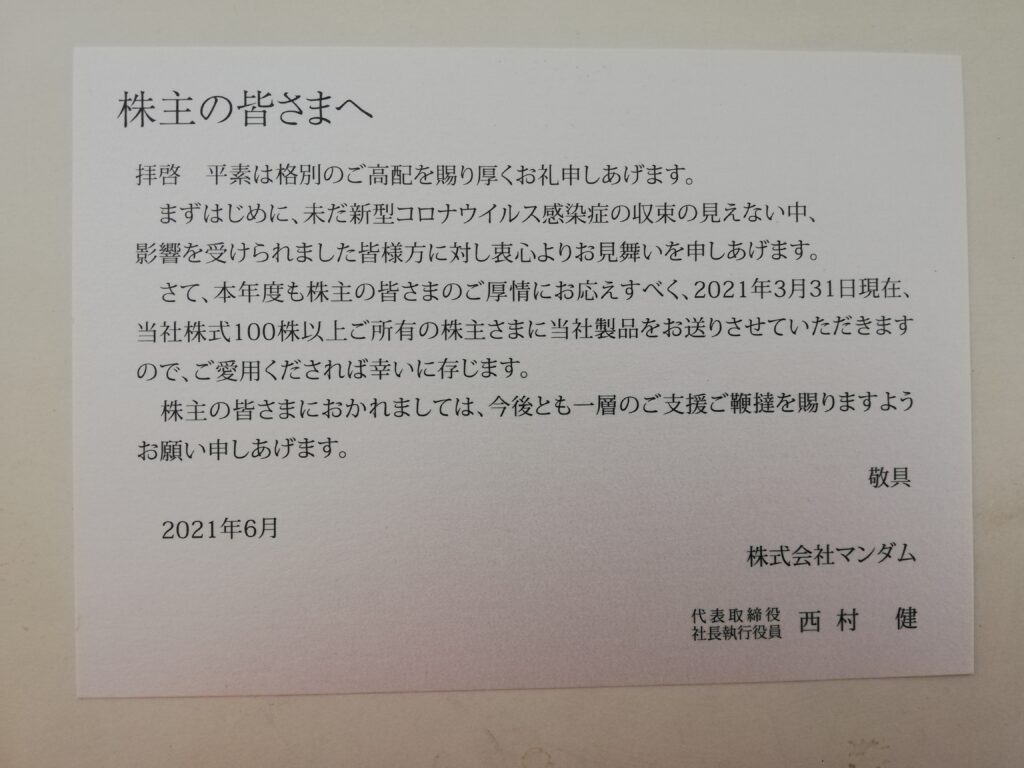 株主の皆さまへ
拝啓　平素は格別のご高配を賜り厚くお礼申しあげます。
まずはじめに、未だ新型コロナウイルス感染症の収束の見えない中、
影響を受けられました皆様方に対し衷心よりお見舞いを申しあげます。
さて、本年度も株主の皆さまのご厚情にお応えすべく、2021年3月31日現在、
当社株式100株以上ご所有の株主さまに当社製品をお送りさせていただきます
ので、ご愛用くだされば幸いに存じます。
株主の皆さまにおかれましては、今後とも一層のご支援ご鞭撻を賜りますよう
お願い申しあげます。
敬具
2021年6月
株式会社マンダム
代表取締役
社長執行役員　西村　健